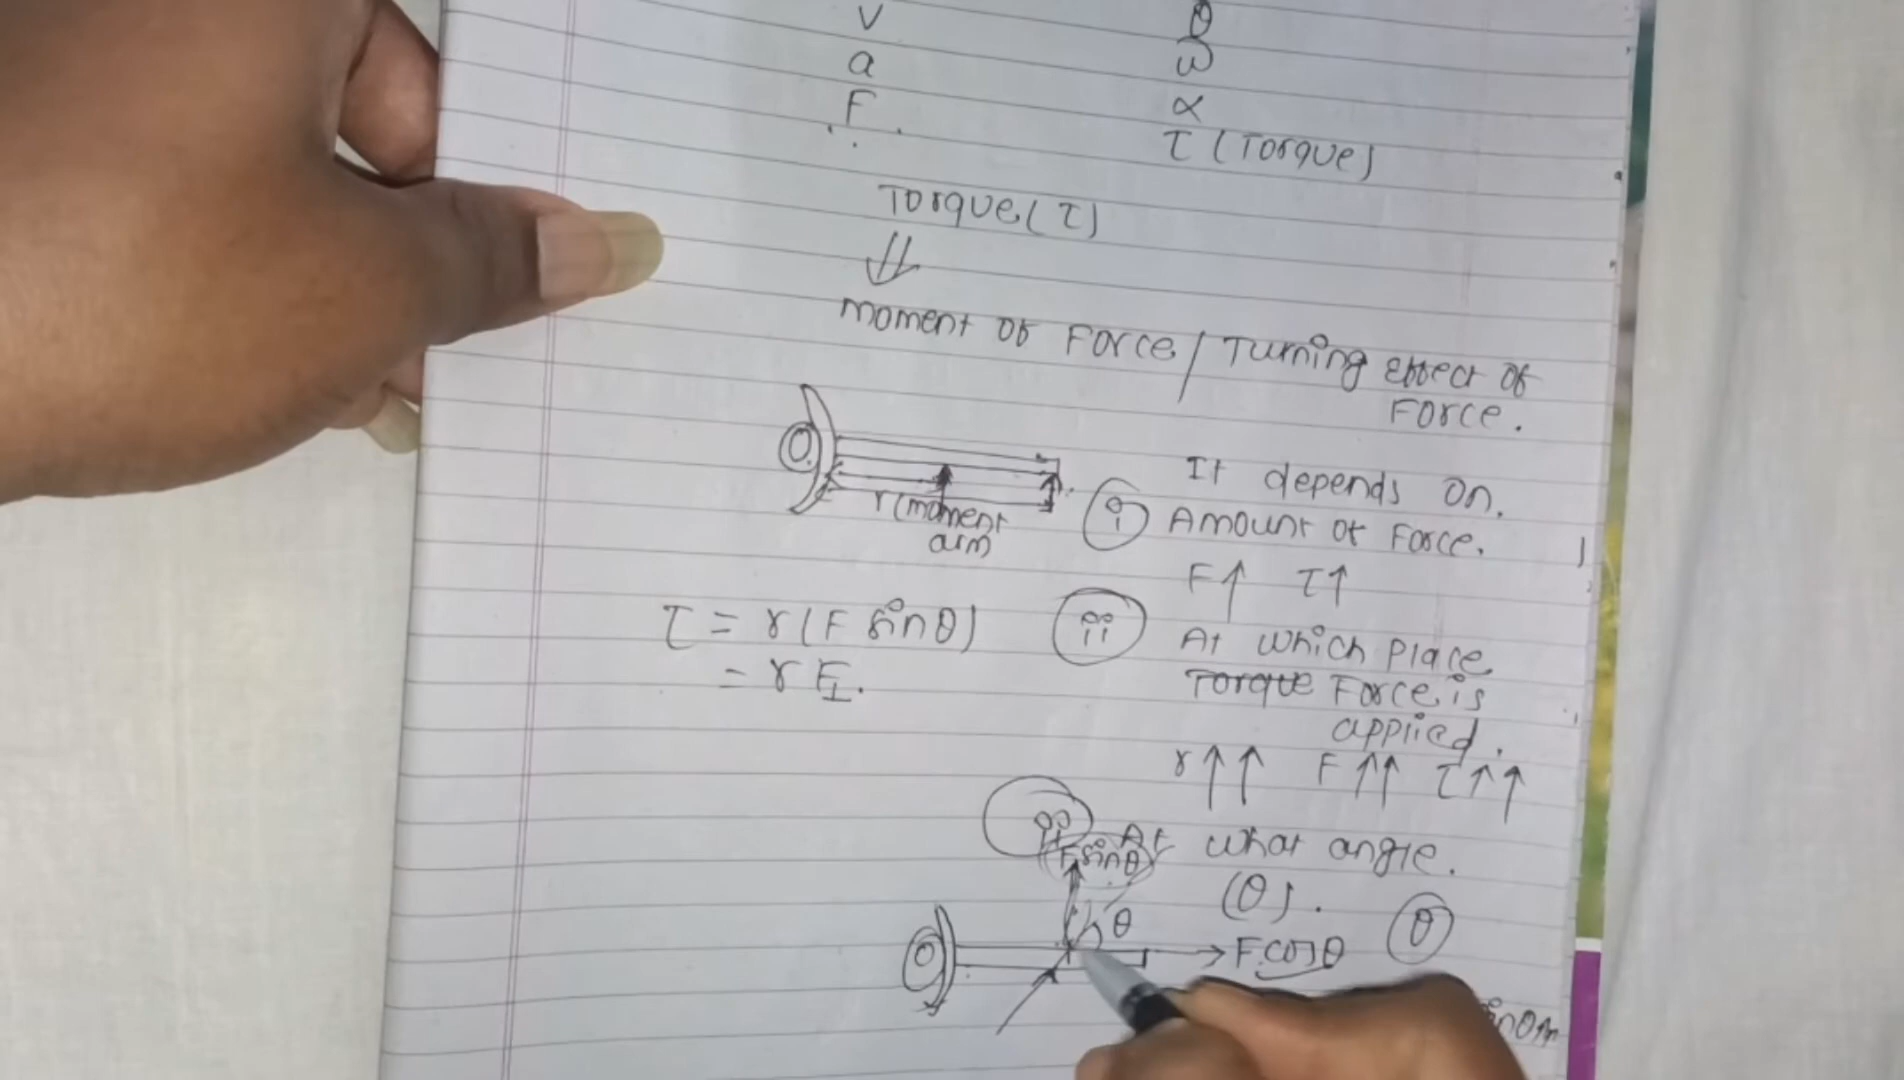 V θ
a ω
F α
τ (Torque)
Torque (τ)
⇓
moment of Force / Turning effect of
Force.
It depends on.
r (moment
arm)
i Amount of Force.
F↑ τ↑
τ = r (F sinθ)
= r F⊥.
ii At which place
Torque Force is
applied.
r↑↑ F↑↑ τ↑↑
At what angle.
(θ).
F sinθ
θ
θ
F cosθ